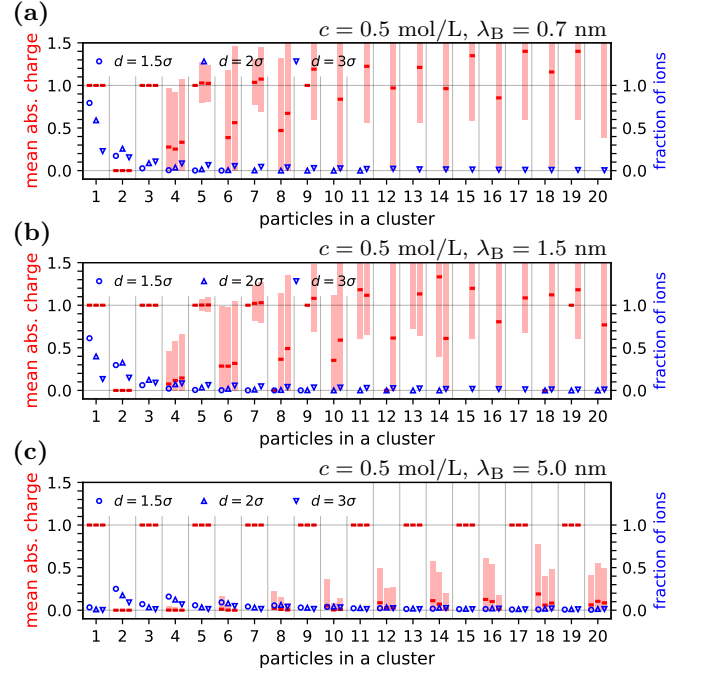 (a)
c = 0.5 mol/L, λB = 0.7 nm
d = 1.5σ d = 2σ d = 3σ
mean abs. charge
fraction of ions
1.5
1.0 1.0
0.5 0.5
0.0 0.0
1 2 3 4 5 6 7 8 9 10 11 12 13 14 15 16 17 18 19 20
particles in a cluster
(b)
c = 0.5 mol/L, λB = 1.5 nm
d = 1.5σ d = 2σ d = 3σ
mean abs. charge
fraction of ions
1.5
1.0 1.0
0.5 0.5
0.0 0.0
1 2 3 4 5 6 7 8 9 10 11 12 13 14 15 16 17 18 19 20
particles in a cluster
(c)
c = 0.5 mol/L, λB = 5.0 nm
d = 1.5σ d = 2σ d = 3σ
mean abs. charge
fraction of ions
1.5
1.0 1.0
0.5 0.5
0.0 0.0
1 2 3 4 5 6 7 8 9 10 11 12 13 14 15 16 17 18 19 20
particles in a cluster